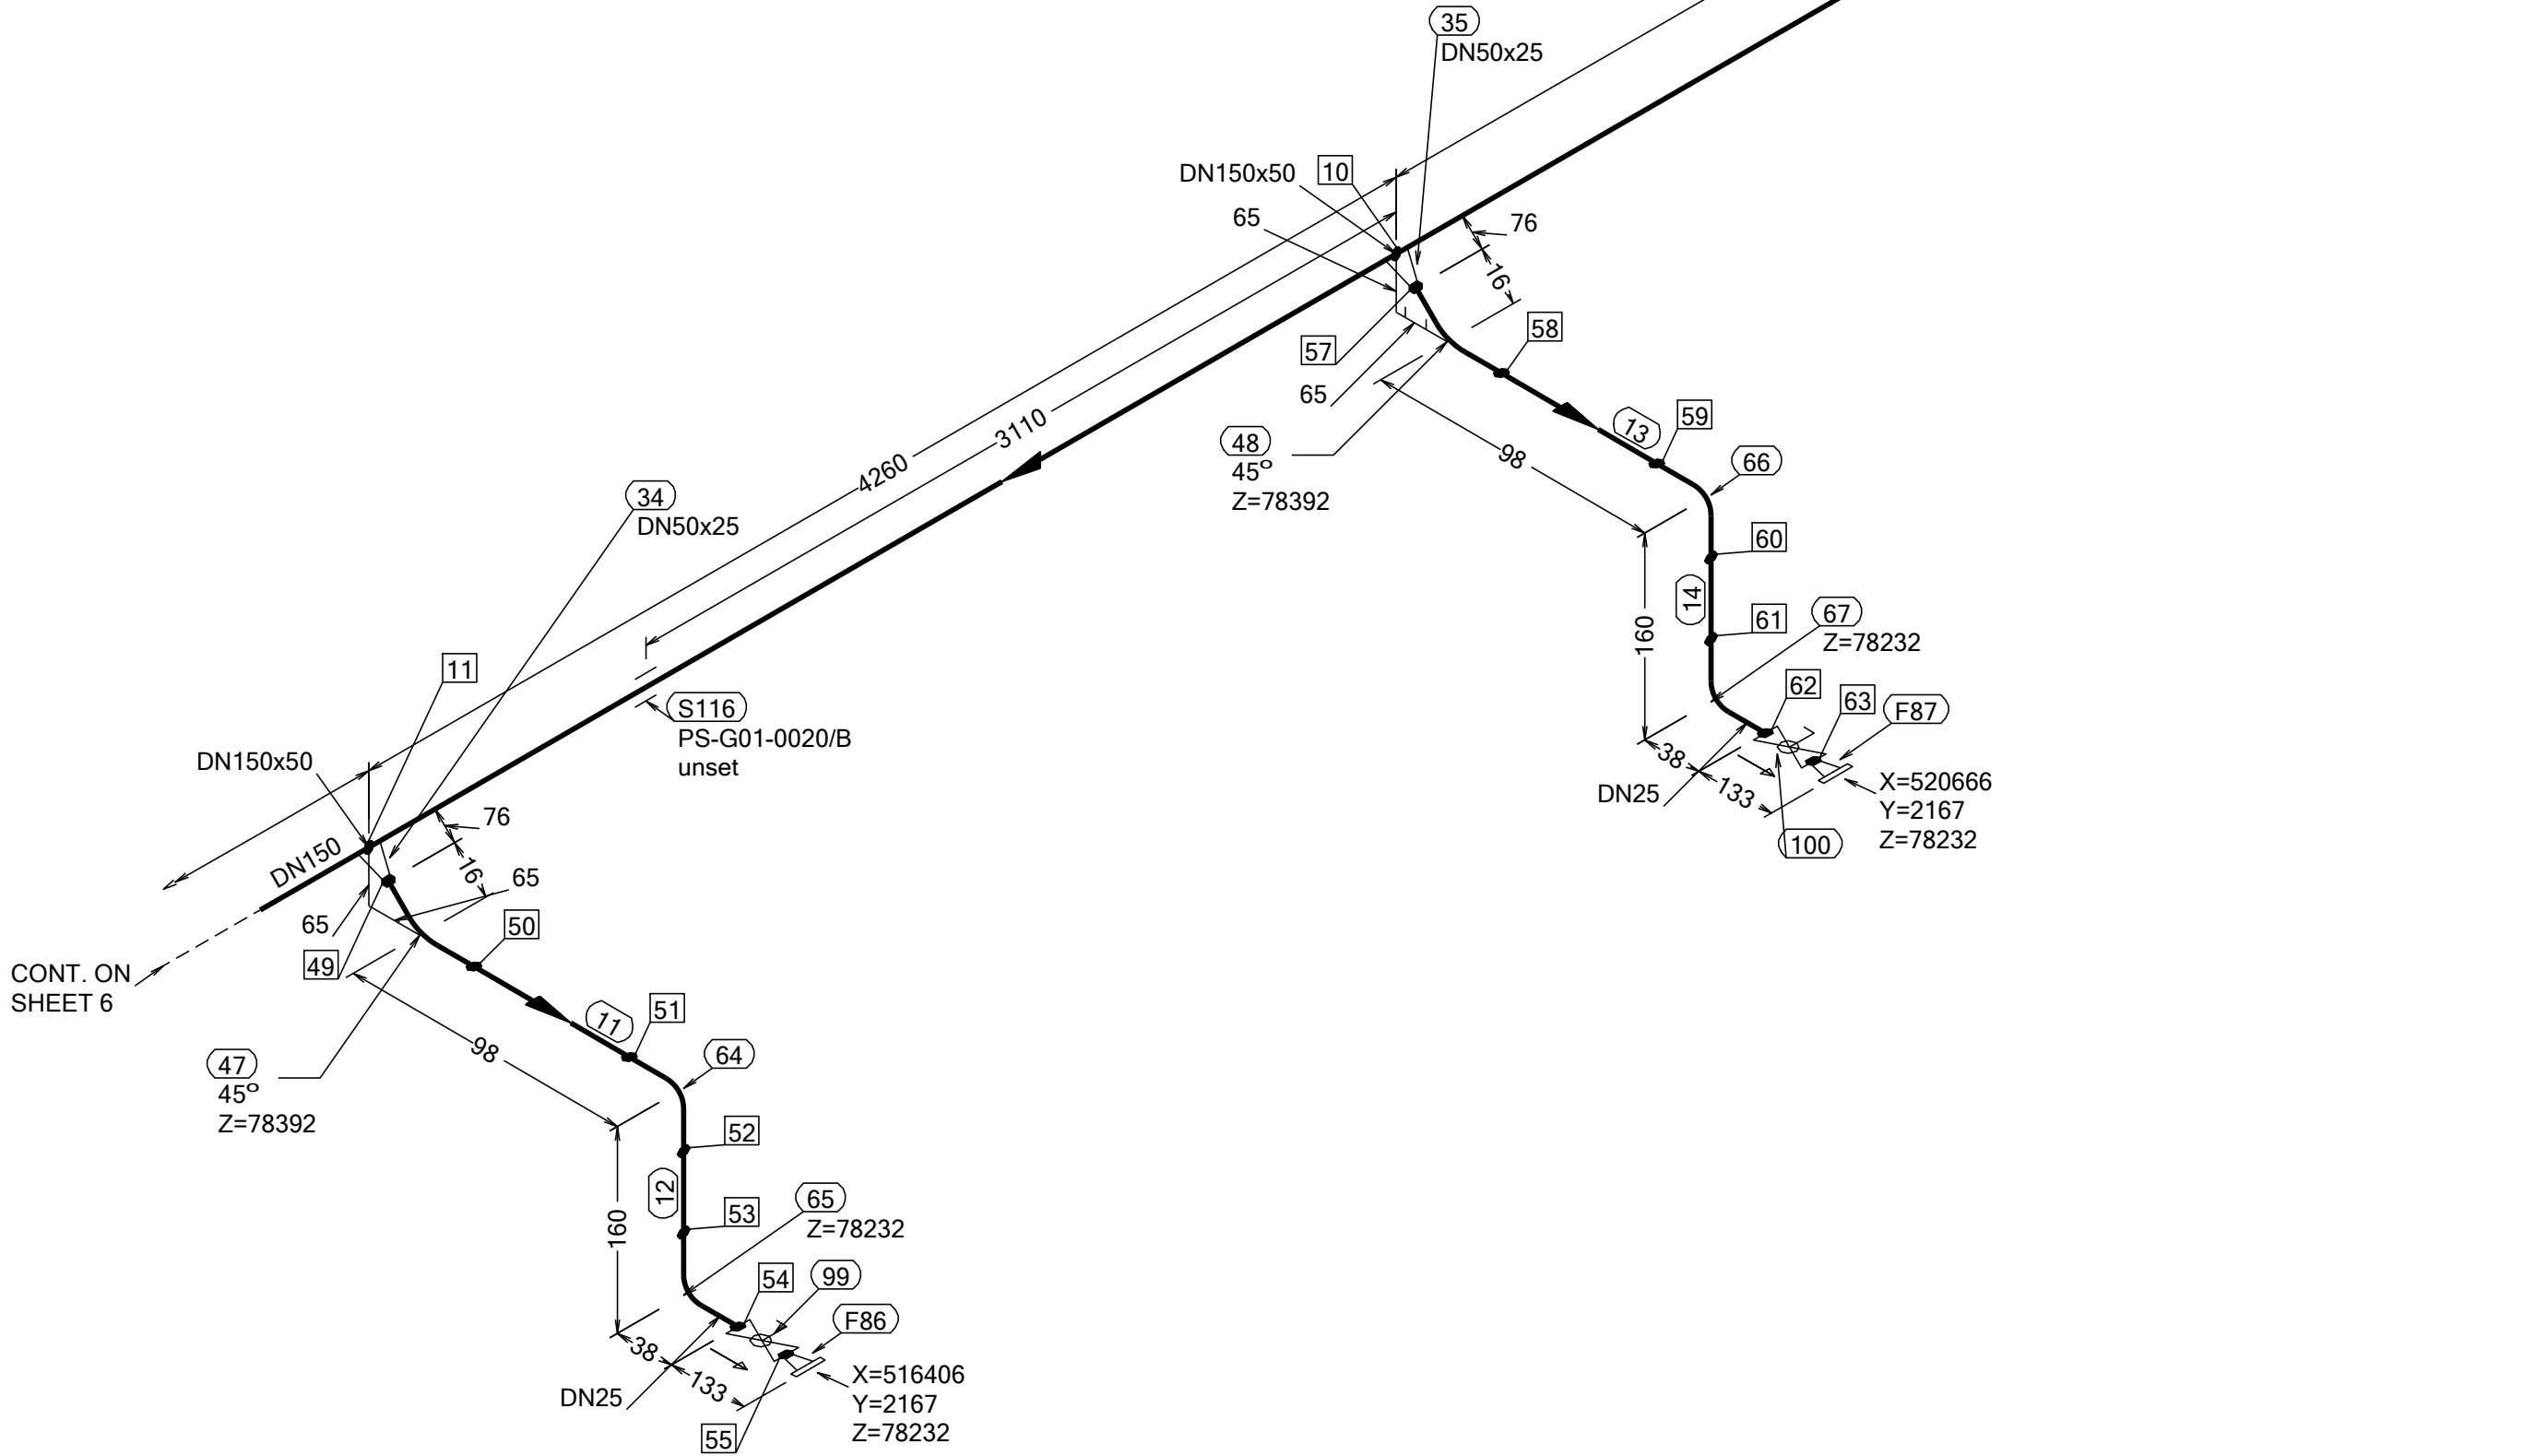 35
DN50x25
DN150x50
10
65
76
16
58
57
65
59
13
48
45°
Z=78392
98
66
3110
4260
34
DN50x25
60
14
61
67
Z=78232
160
11
62
63
F87
S116
PS-G01-0020/B
unset
DN150x50
38
133
DN25
X=520666
Y=2167
Z=78232
100
76
DN150
16
65
65
50
49
CONT. ON
SHEET 6
51
11
98
64
47
45°
Z=78392
52
12
53
65
Z=78232
160
54
99
F86
38
133
DN25
X=516406
Y=2167
Z=78232
55